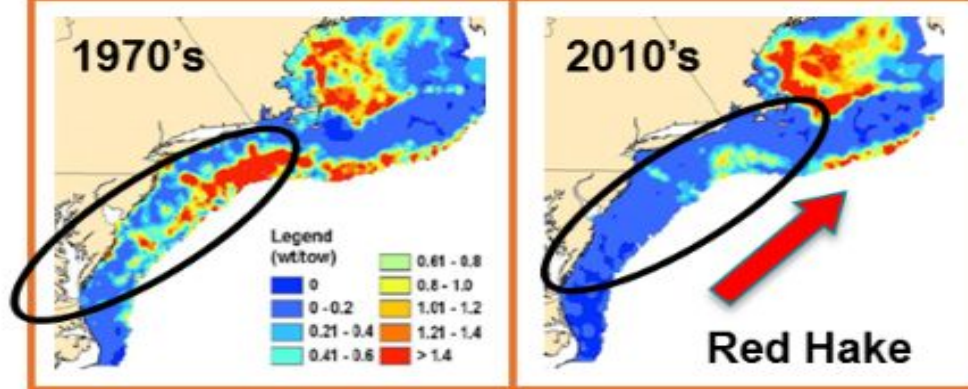 1970's
2010's
Legend
(wt/tow)
0
0 - 0.2
0.21 - 0.4
0.41 - 0.6
0.61 - 0.8
0.8 - 1.0
1.01 - 1.2
1.21 - 1.4
> 1.4
Red Hake